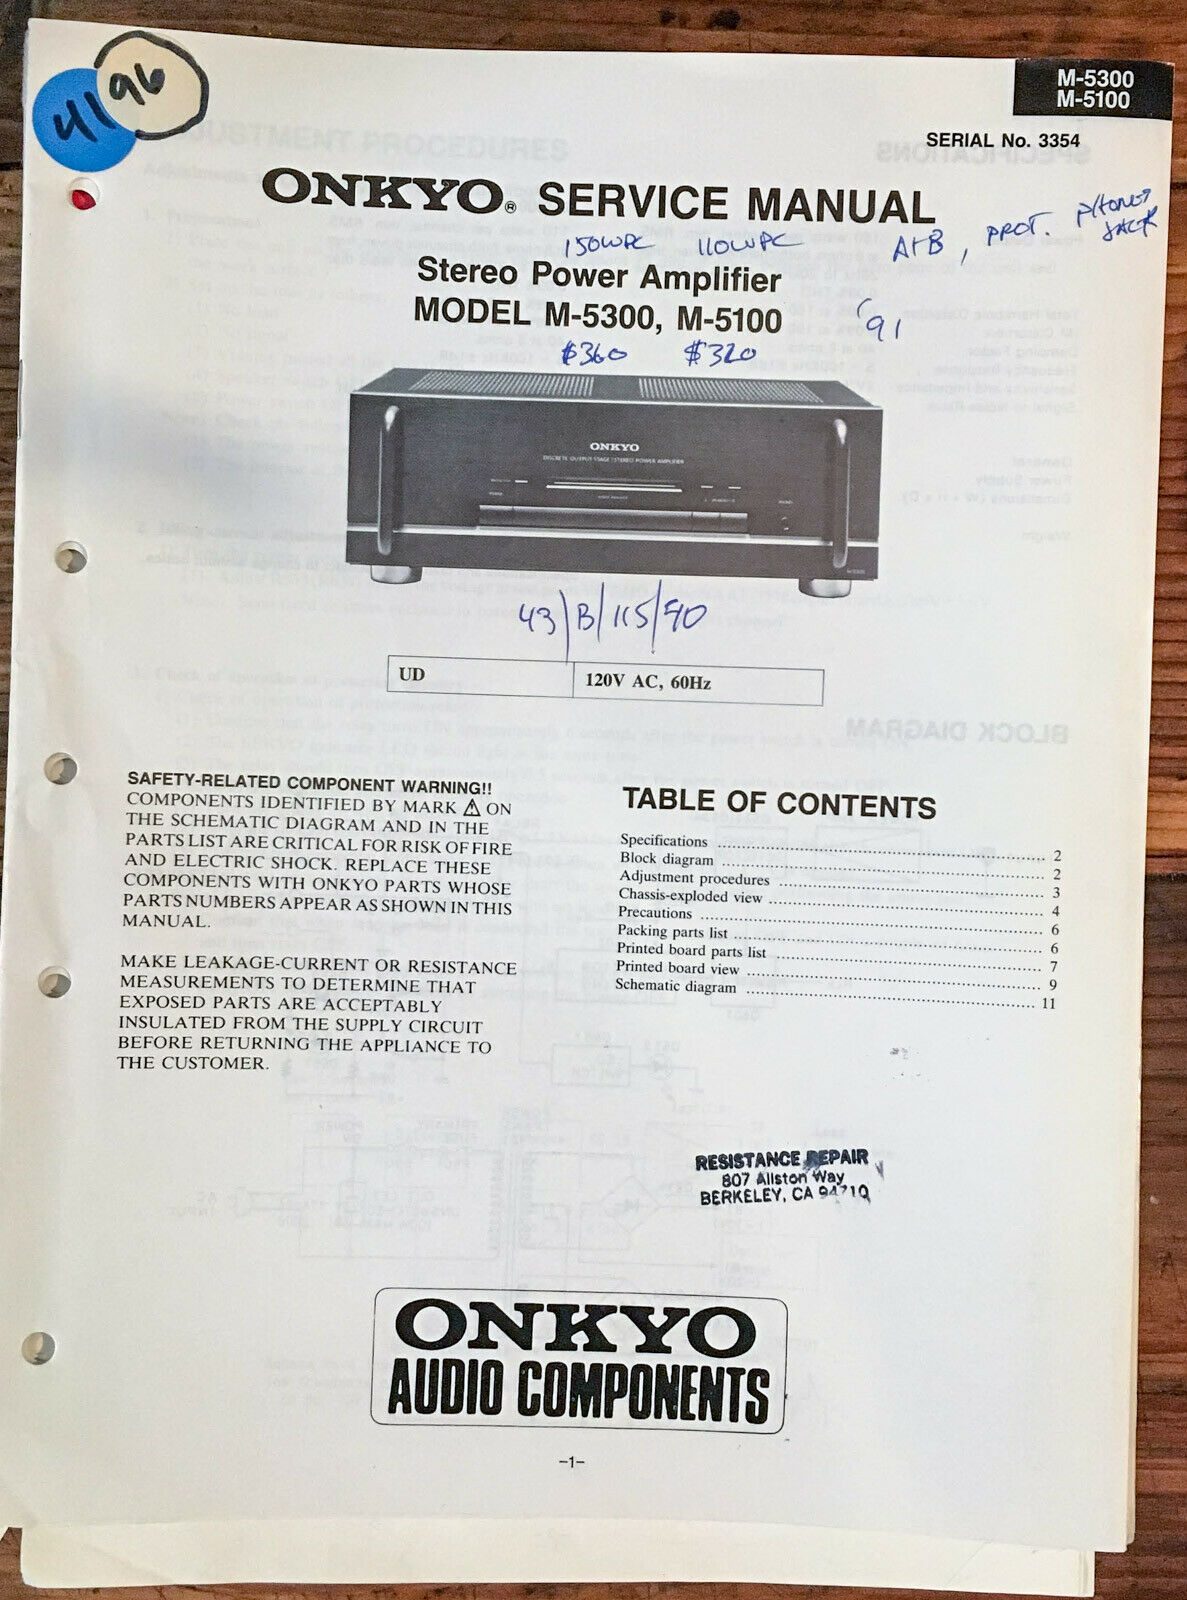 4196
M-5300
M-5100
SERIAL No. 3354
ONKYO® SERVICE MANUAL
150WPC 110WPC
A+B, PROT. PHONES JACK
Stereo Power Amplifier
MODEL M-5300, M-5100
'91
$360 $320
ONKYO
DISCRETE OUTPUT STAGE STEREO POWER AMPLIFIER
43/B/115/90
UD 120V AC, 60Hz
SAFETY-RELATED COMPONENT WARNING!!
COMPONENTS IDENTIFIED BY MARK ⚠ ON
THE SCHEMATIC DIAGRAM AND IN THE
PARTS LIST ARE CRITICAL FOR RISK OF FIRE
AND ELECTRIC SHOCK. REPLACE THESE
COMPONENTS WITH ONKYO PARTS WHOSE
PARTS NUMBERS APPEAR AS SHOWN IN THIS
MANUAL.
MAKE LEAKAGE-CURRENT OR RESISTANCE
MEASUREMENTS TO DETERMINE THAT
EXPOSED PARTS ARE ACCEPTABLY
INSULATED FROM THE SUPPLY CIRCUIT
BEFORE RETURNING THE APPLIANCE TO
THE CUSTOMER.
TABLE OF CONTENTS
Specifications 2
Block diagram 2
Adjustment procedures 3
Chassis-exploded view 4
Precautions 6
Packing parts list 6
Printed board parts list 7
Printed board view 9
Schematic diagram 11
RESISTANCE REPAIR
807 Allston Way
BERKELEY, CA 94710
ONKYO
AUDIO COMPONENTS
–1–